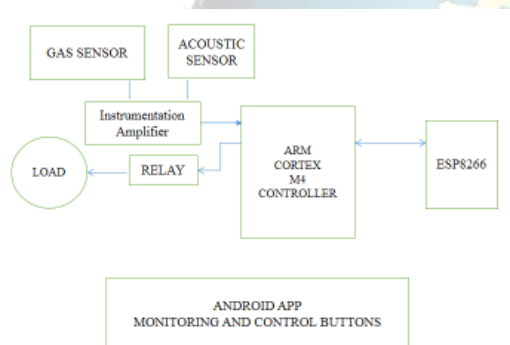 GAS SENSOR
ACOUSTIC
SENSOR
Instrumentation
Amplifier
LOAD
RELAY
ARM
CORTEX
M4
CONTROLLER
ESP8266
ANDROID APP
MONITORING AND CONTROL BUTTONS